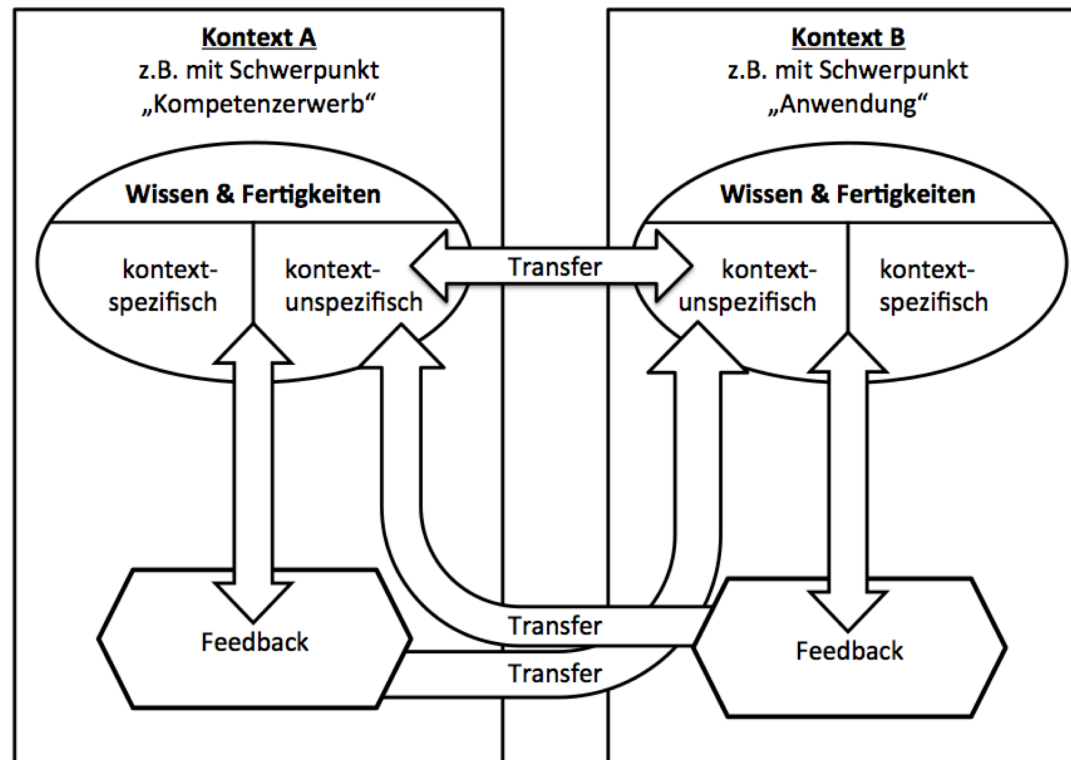 Kontext A
z.B. mit Schwerpunkt
„Kompetenzerwerb“
Wissen & Fertigkeiten
kontext-
spezifisch
kontext-
unspezifisch
Feedback
Transfer
Transfer
Transfer
Kontext B
z.B. mit Schwerpunkt
„Anwendung“
Wissen & Fertigkeiten
kontext-
unspezifisch
kontext-
spezifisch
Feedback